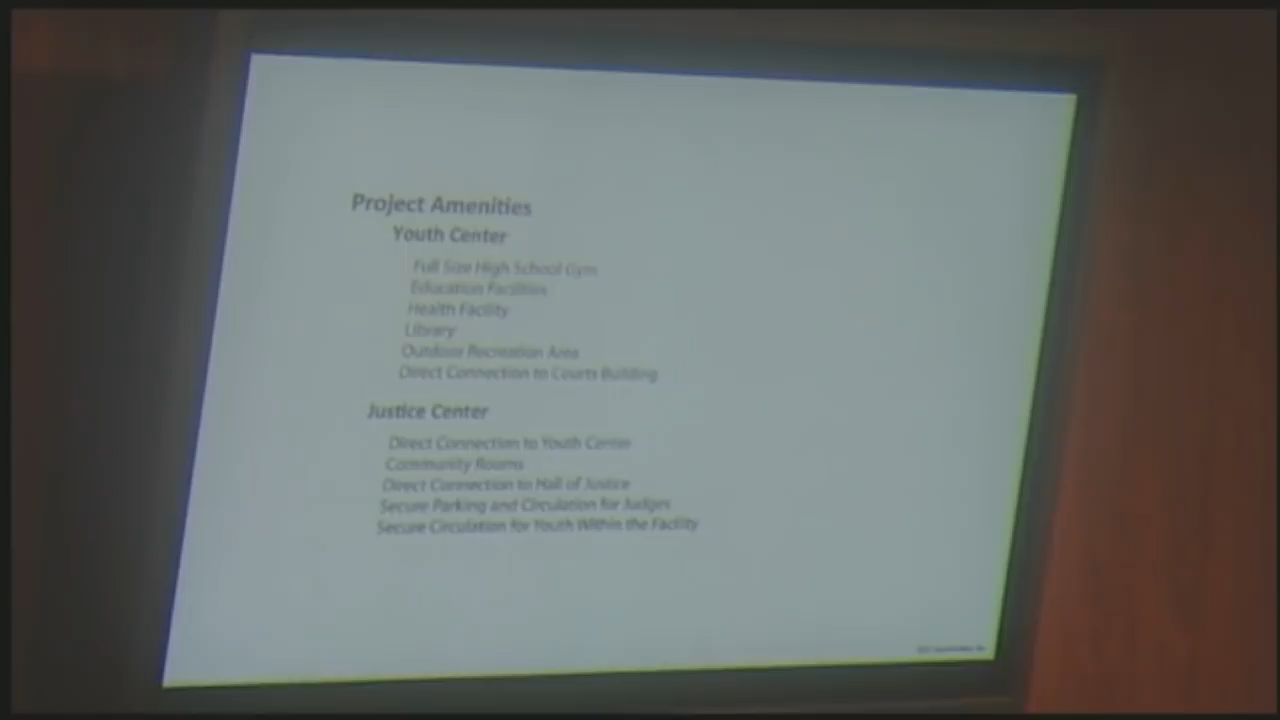 Project Amenities
Youth Center
Full Size High School Gym
Education Facilities
Health Facility
Library
Outdoor Recreation Area
Direct Connection to Courts Building
Justice Center
Direct Connection to Youth Center
Community Rooms
Direct Connection to Hall of Justice
Secure Parking and Circulation for Judges
Secure Circulation for Youth Within the Facility